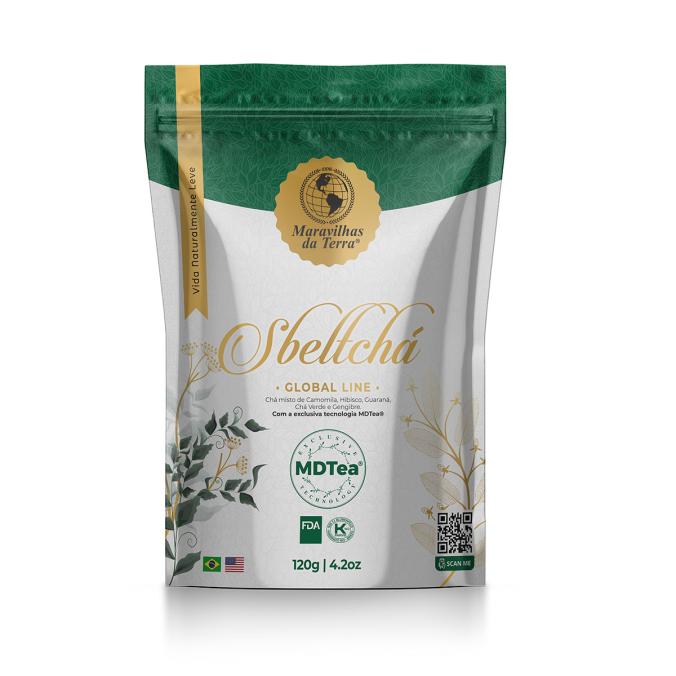 Maravilhas
da Terra®
Vida Naturalmente Leve
Sbeltchá
• GLOBAL LINE •
Chá misto de Camomila, Hibisco, Guaraná,
Chá Verde e Gengibre.
Com a exclusiva tecnologia MDTea®
EXCLUSIVE
MDTea®
TECHNOLOGY
FDA
K
120g | 4.2oz
SCAN ME